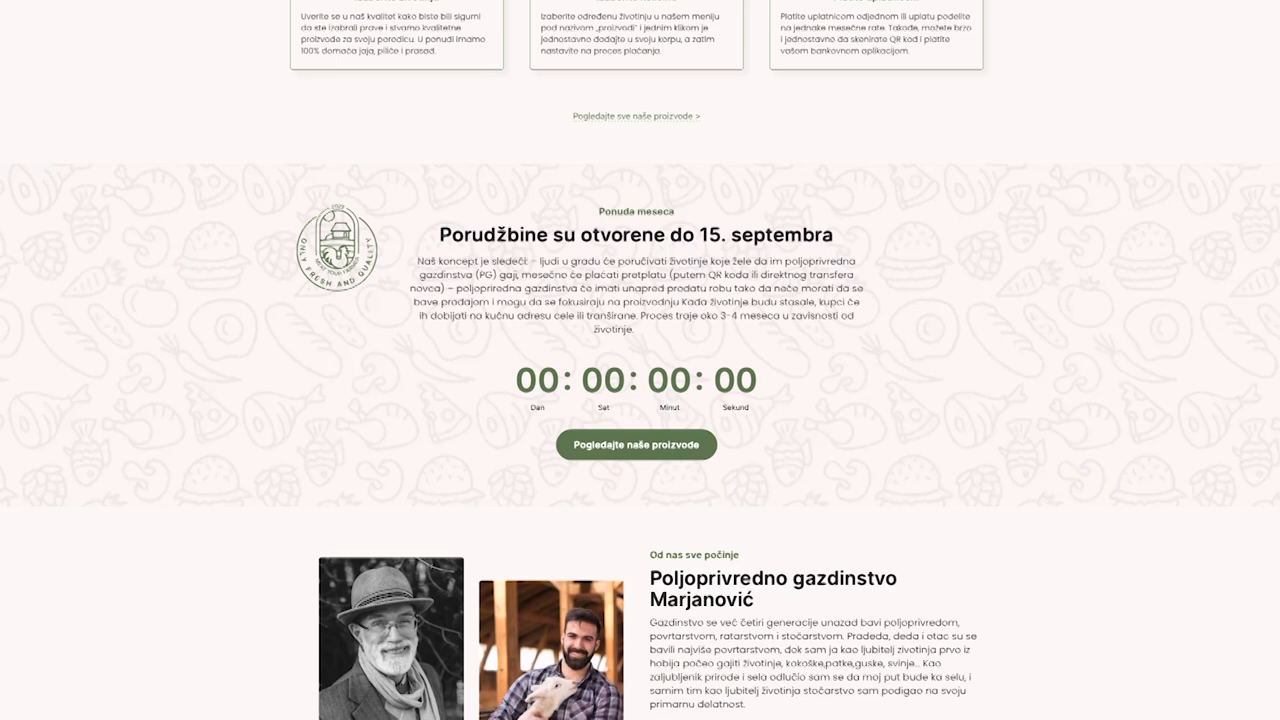 Uverite se u naš kvalitet kako biste bili sigurni
da ste izabrali prave i stvarno kvalitetne
proizvode za svoju porodicu. U ponudi imamo
100% domaća jaja, piliće i prasad.
Izaberite određenu životinju u našem meniju
pod nazivom „proizvodi" i jednim klikom je
jednostavno dodajte u svoju korpu, a zatim
nastavite na proces plaćanja.
Platite uplatnicom odjednom ili uplatu podelite
na jednake mesečne rate. Takođe, možete brzo
i jednostavno da skenirate QR kod i platite
vašom bankovnom aplikacijom.
Pogledajte sve naše proizvode >
2022
ONLY FRESH AND QUALITY
Ponuda meseca
Porudžbine su otvorene do 15. septembra
Naš koncept je sledeći: – ljudi u gradu će poručivati životinje koje žele da im poljoprivredna
gazdinstva (PG) gaji, mesečno će plaćati pretplatu (putem QR koda ili direktnog transfera
novca) – poljoprivredna gazdinstva će imati unapred prodatu robu tako da neće morati da se
bave prodajom i mogu da se fokusiraju na proizvodnju Kada životinje budu stasale, kupci će
ih dobijati na kućnu adresu cele ili tranširane. Proces traje oko 3-4 meseca u zavisnosti od
životinje.
00 : 00 : 00 : 00
Dan Sat Minut Sekund
Pogledajte naše proizvode
Od nas sve počinje
Poljoprivredno gazdinstvo
Marjanović
Gazdinstvo se već četiri generacije unazad bavi poljoprivredom,
povrtarstvom, ratarstvom i stočarstvom. Pradeda, deda i otac su se
bavili najviše povrtarstvom, dok sam ja kao ljubitelj zivotinja prvo iz
hobija počeo gajiti životinje, kokoške,patke,guske, svinje... Kao
zaljubljenik prirode i sela odlučio sam se da moj put bude ka selu, i
samim tim kao ljubitelj životinja stočarstvo sam podigao na svoju
primarnu delatnost.